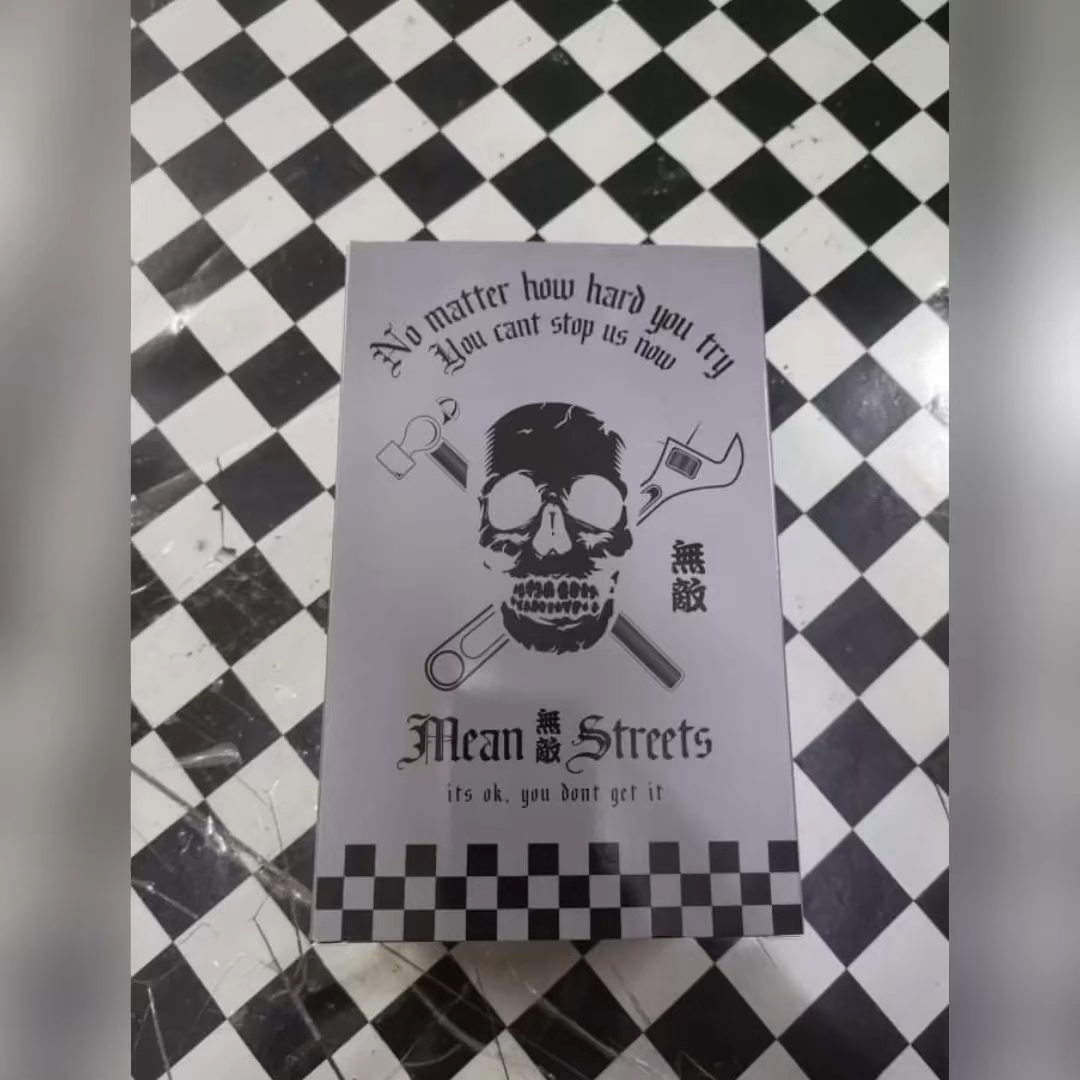 No matter how hard you try
You cant stop us now
無敵
Mean 無敵 Streets
its ok, you dont get it